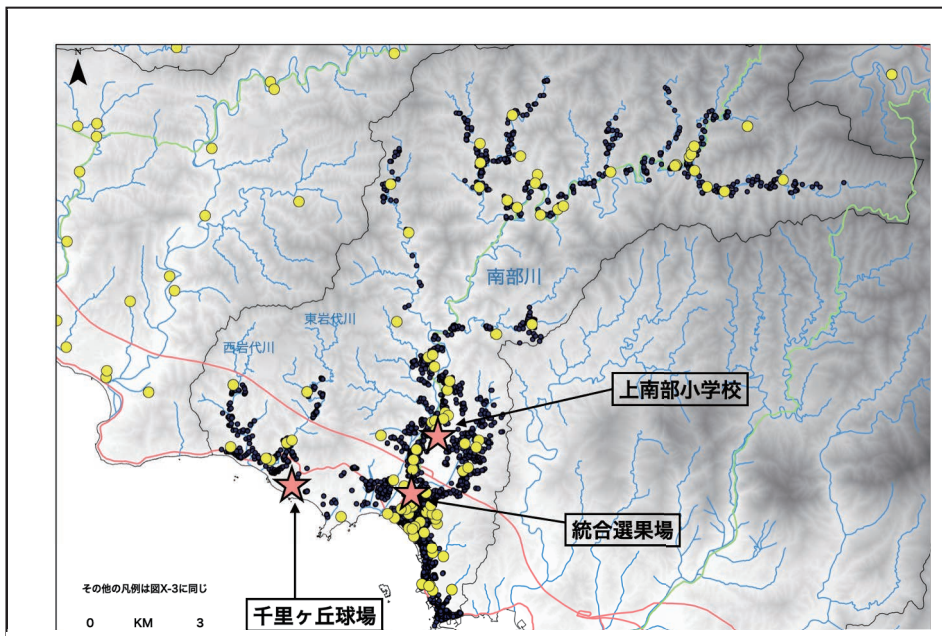 N
南部川
東岩代川
西岩代川
上南部小学校
統合選果場
その他の凡例は図X-3に同じ
千里ヶ丘球場
0 KM 3